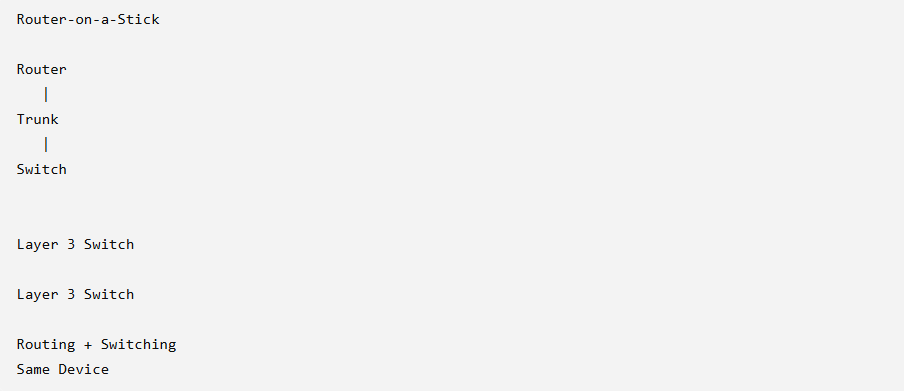 Router-on-a-Stick
Router
|
Trunk
|
Switch
Layer 3 Switch
Layer 3 Switch
Routing + Switching
Same Device